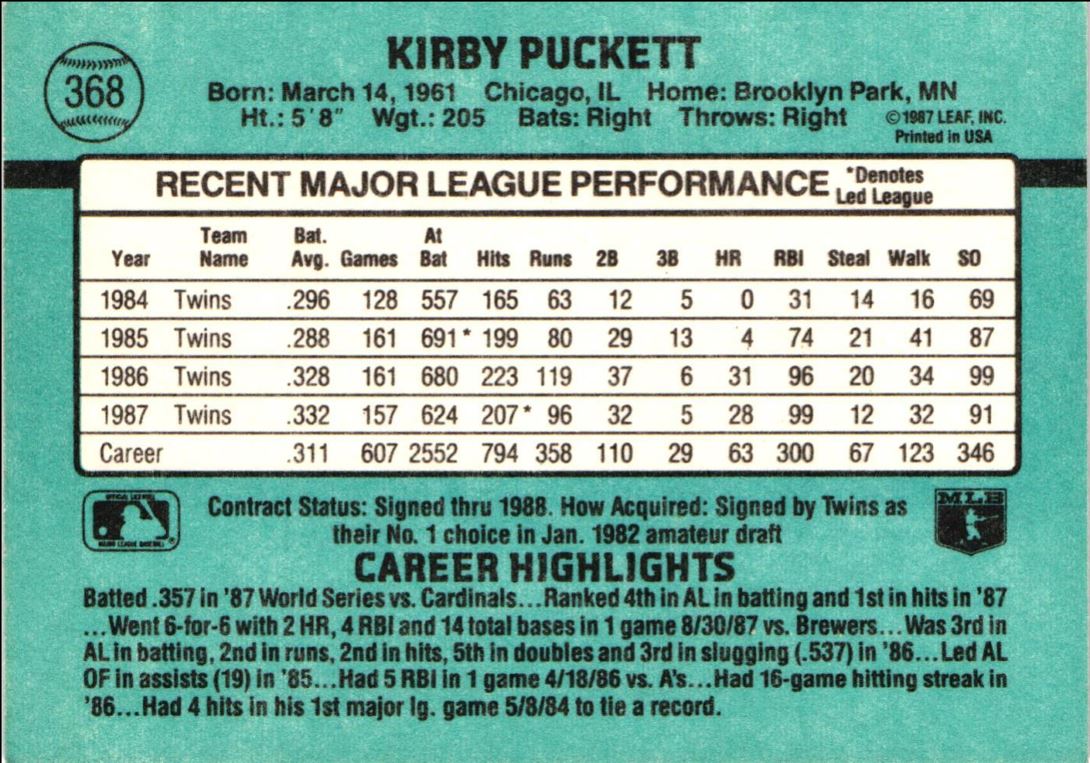 KIRBY PUCKETT
368
Born: March 14, 1961 Chicago, IL Home: Brooklyn Park, MN
Ht.: 5'8" Wgt.: 205 Bats: Right Throws: Right
©1987 LEAF, INC.
Printed in USA
RECENT MAJOR LEAGUE PERFORMANCE *Denotes Led League
Year Team Name Bat. Avg. Games At Bat Hits Runs 2B 3B HR RBI Steal Walk SO
1984 Twins .296 128 557 165 63 12 5 0 31 14 16 69
1985 Twins .288 161 691* 199 80 29 13 4 74 21 41 87
1986 Twins .328 161 680 223 119 37 6 31 96 20 34 99
1987 Twins .332 157 624 207* 96 32 5 28 99 12 32 91
Career .311 607 2552 794 358 110 29 63 300 67 123 346
OFFICIAL LICENSEE
MAJOR LEAGUE BASEBALL
®
Contract Status: Signed thru 1988. How Acquired: Signed by Twins as
their No. 1 choice in Jan. 1982 amateur draft
MLB
CAREER HIGHLIGHTS
Batted .357 in '87 World Series vs. Cardinals...Ranked 4th in AL in batting and 1st in hits in '87
...Went 6-for-6 with 2 HR, 4 RBI and 14 total bases in 1 game 8/30/87 vs. Brewers...Was 3rd in
AL in batting, 2nd in runs, 2nd in hits, 5th in doubles and 3rd in slugging (.537) in '86...Led AL
OF in assists (19) in '85...Had 5 RBI in 1 game 4/18/86 vs. A's...Had 16-game hitting streak in
'86...Had 4 hits in his 1st major lg. game 5/8/84 to tie a record.